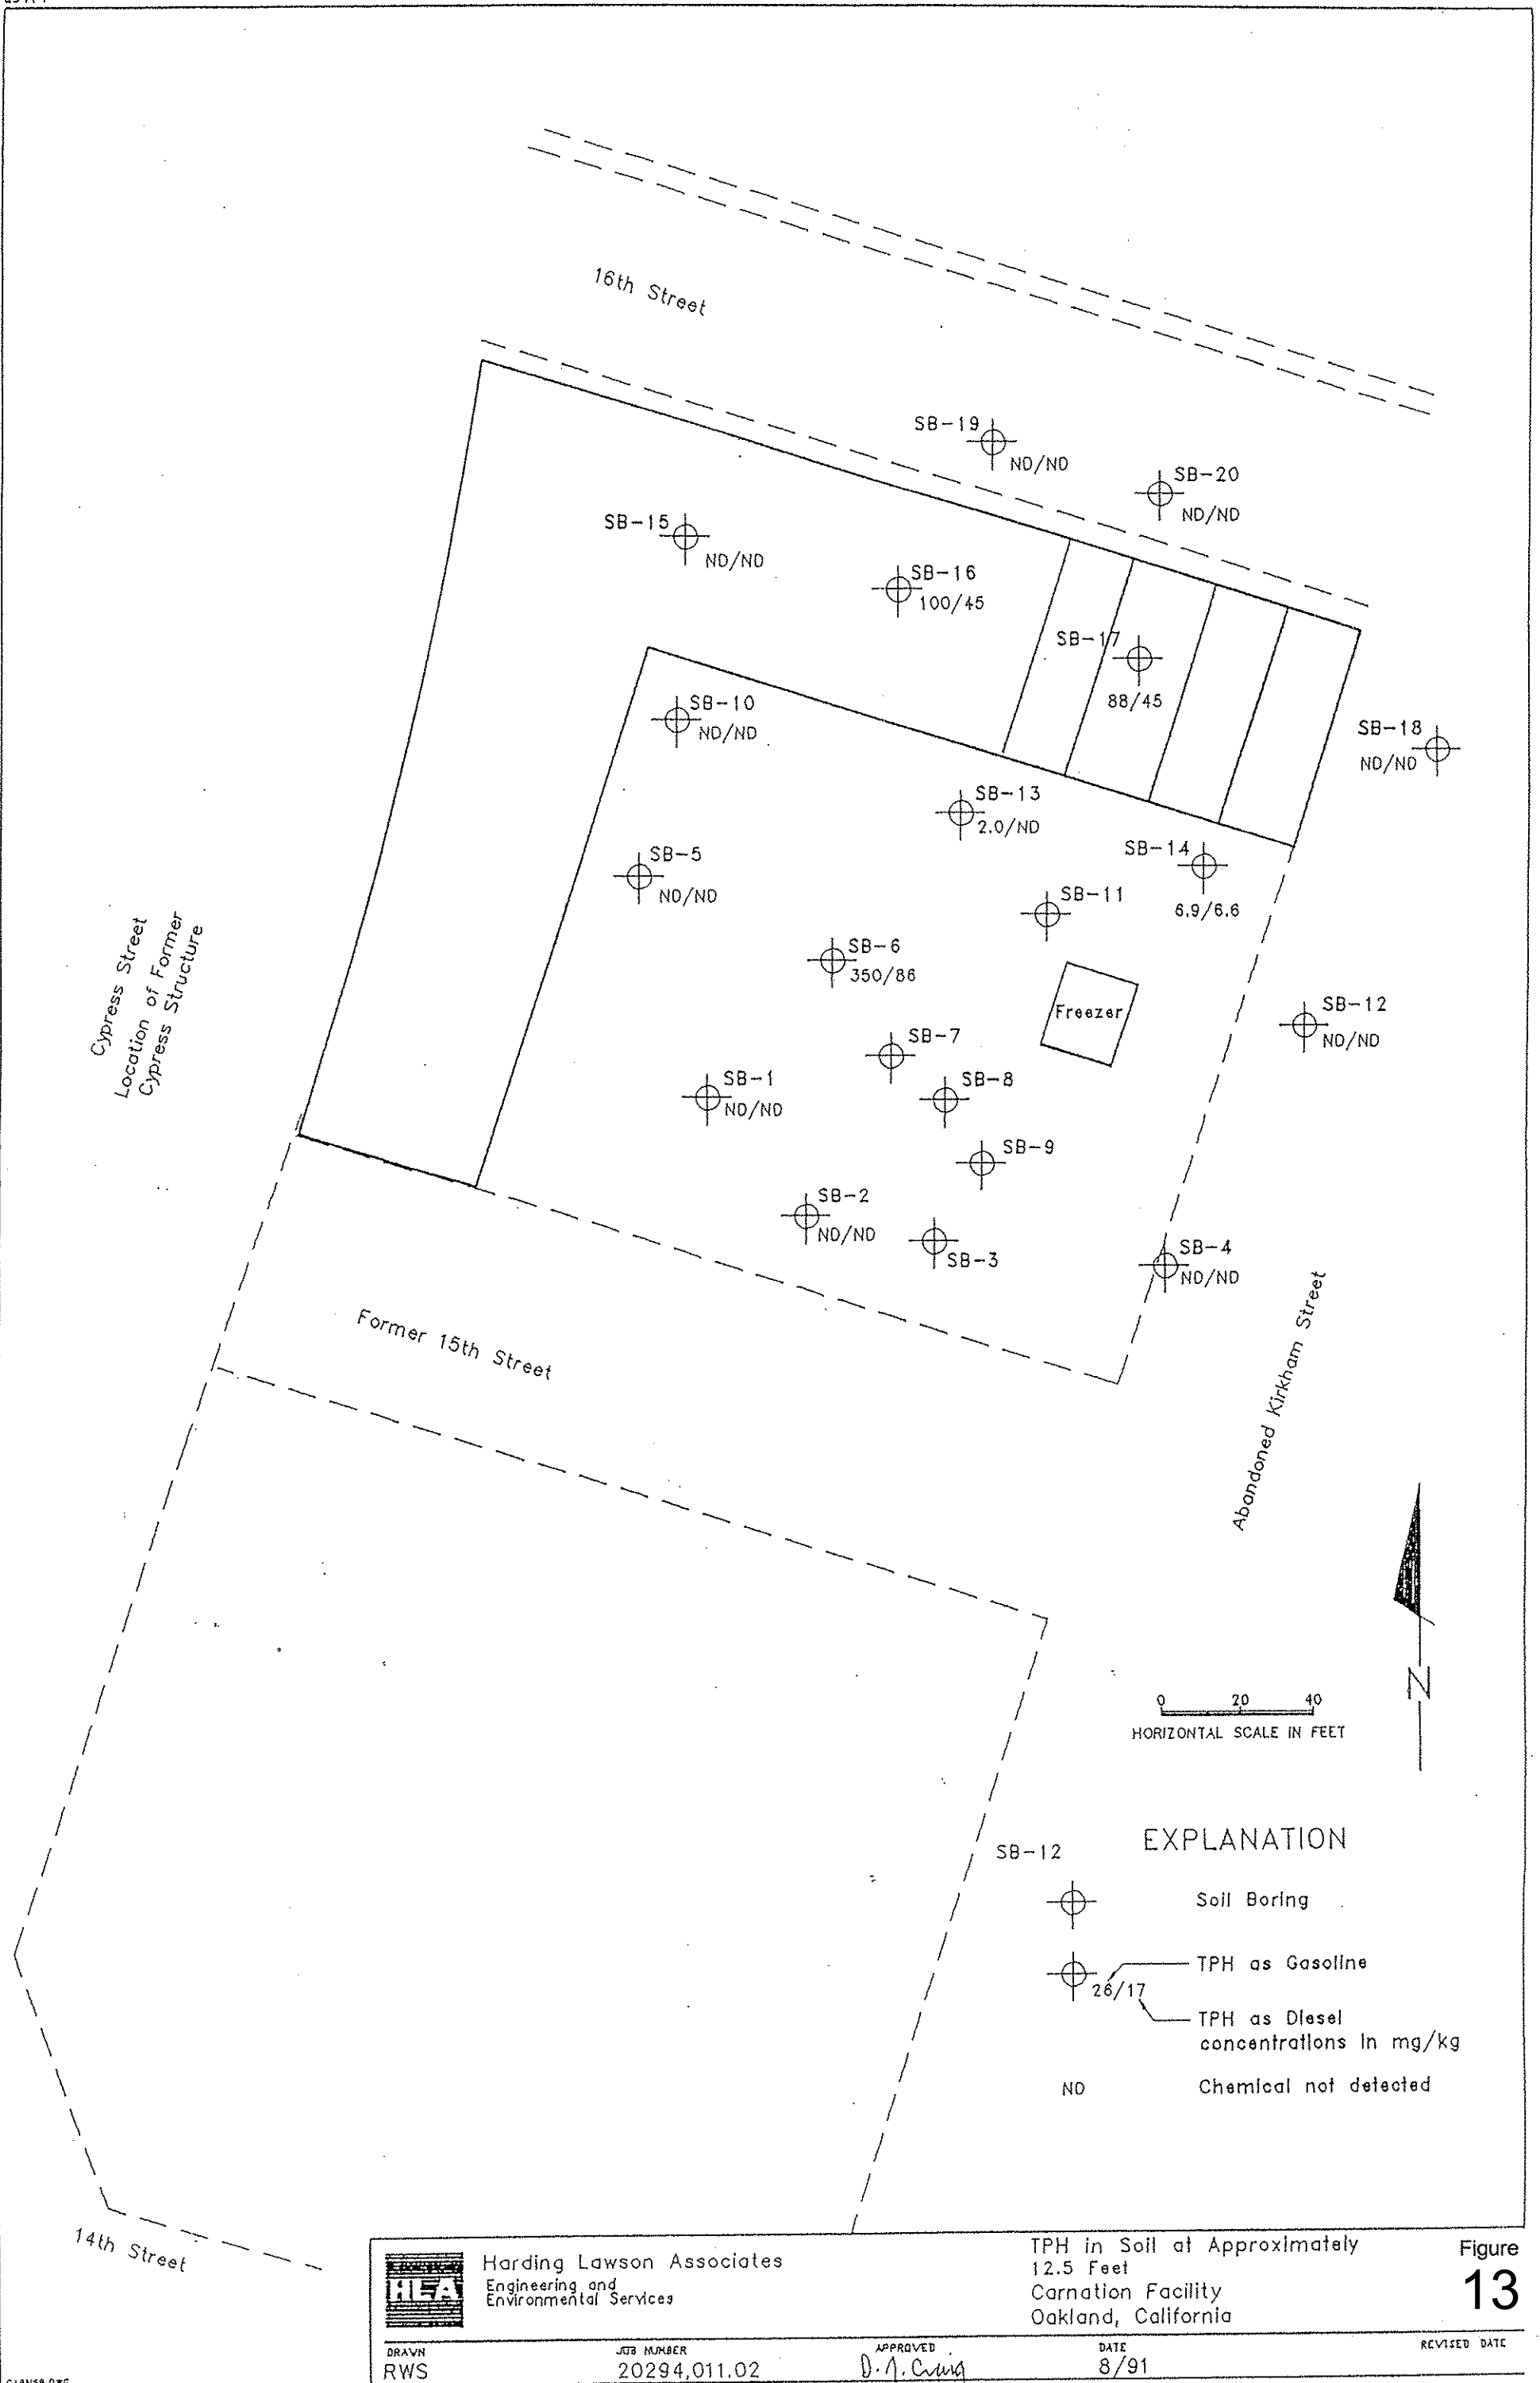 16th Street
SB-19
ND/ND
SB-20
ND/ND
SB-15
ND/ND
SB-16
100/45
SB-17
88/45
SB-10
ND/ND
SB-18
ND/ND
SB-13
2.0/ND
SB-14
6.9/6.6
SB-5
ND/ND
SB-11
SB-6
350/86
Freezer
SB-12
ND/ND
Cypress Street
Location of Former
Cypress Structure
SB-7
SB-8
SB-1
ND/ND
SB-9
SB-2
ND/ND
SB-3
SB-4
ND/ND
Former 15th Street
Abandoned Kirkham Street
N
0 20 40
HORIZONTAL SCALE IN FEET
EXPLANATION
SB-12
Soil Boring
TPH as Gasoline
26/17
TPH as Diesel
concentrations in mg/kg
ND Chemical not detected
14th Street
HLA
Harding Lawson Associates
Engineering and
Environmental Services
TPH in Soil at Approximately
12.5 Feet
Carnation Facility
Oakland, California
Figure
13
DRAWN
RWS
JOB NUMBER
20294,011.02
APPROVED
D.A. Craig
DATE
8/91
REVISED DATE